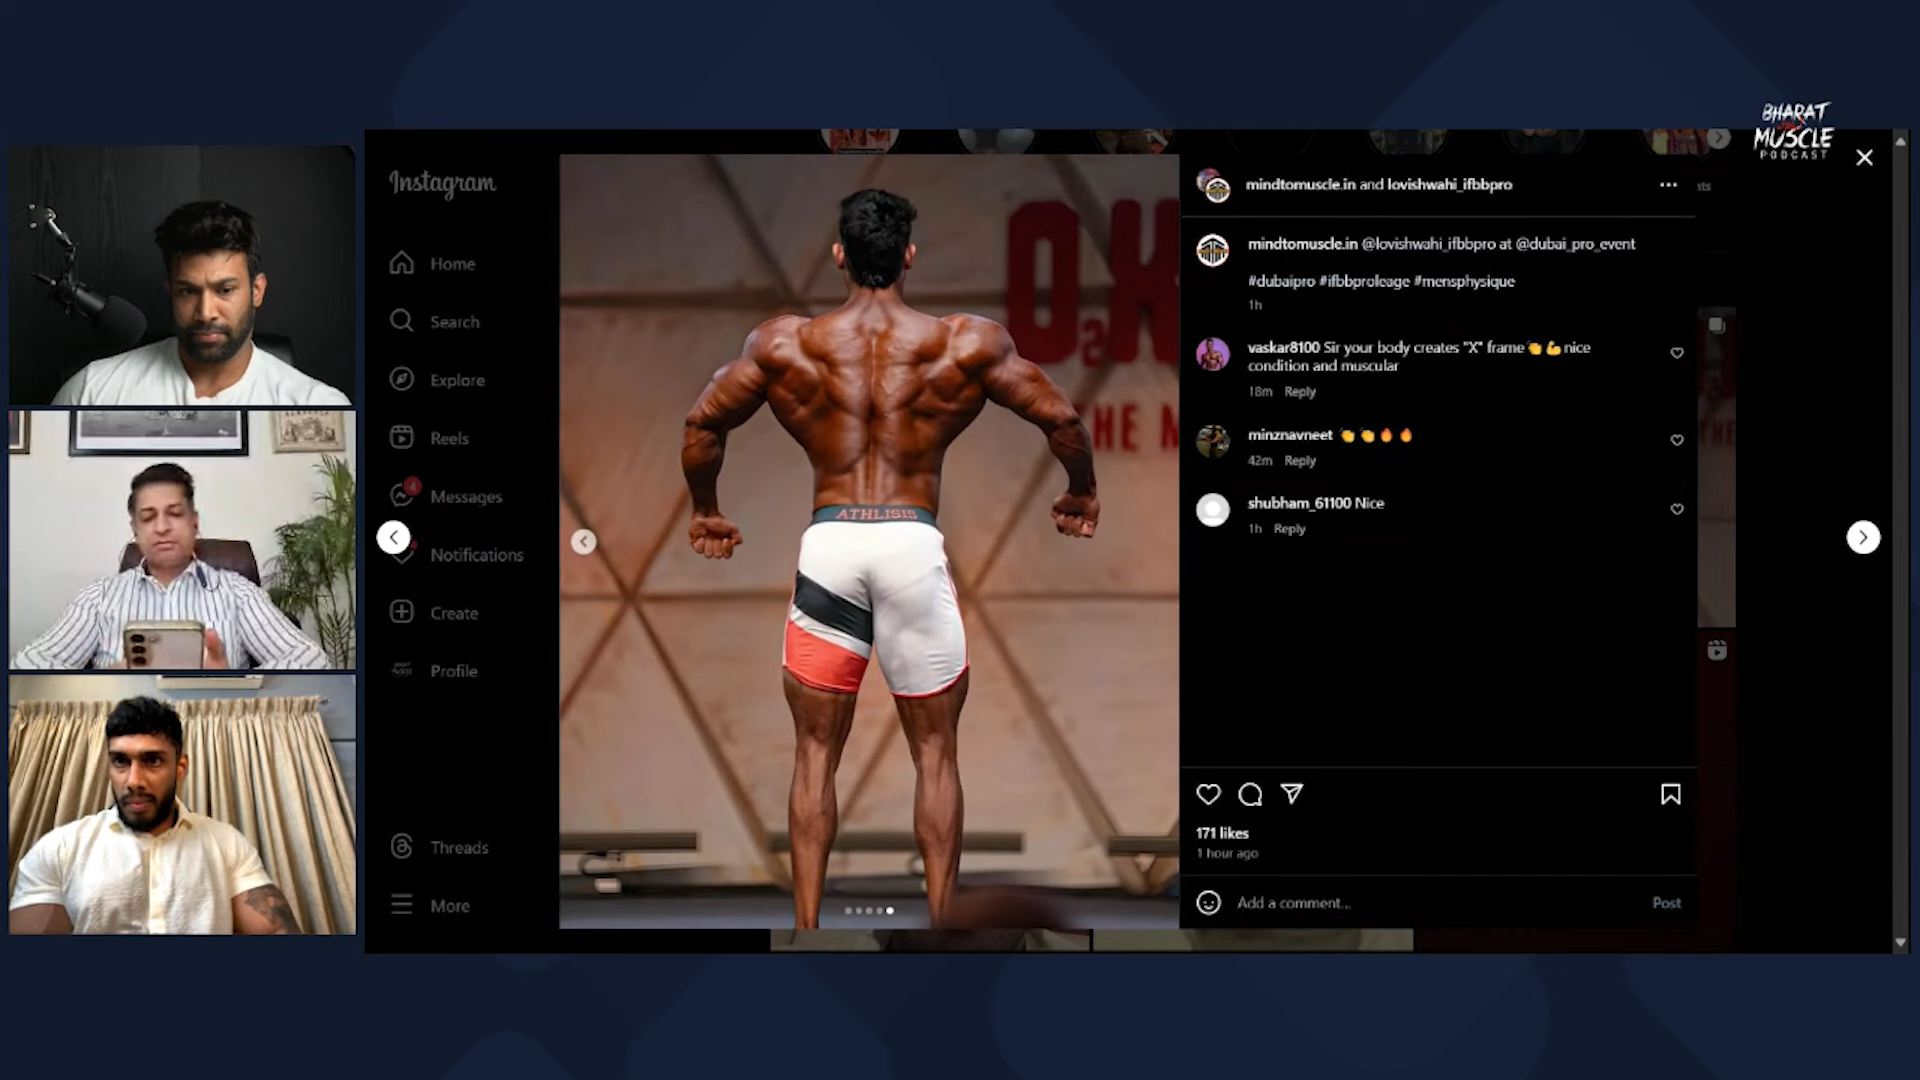 BHARAT
MUSCLE
PODCAST
Instagram
Home
Search
Explore
Reels
4
Messages
Notifications
Create
Profile
Threads
More
THE M
ATHLISIS
mindtomuscle.in and lovishwahi_ifbbpro
mindtomuscle.in @lovishwahi_ifbbpro at @dubai_pro_event
#dubaipro #ifbbproleage #mensphysique
1h
vaskar8100 Sir your body creates "X" frame👏💪nice
condition and muscular
18m Reply
minznavneet 👏👏🔥🔥
42m Reply
shubham_61100 Nice
1h Reply
171 likes
1 hour ago
Add a comment...
Post